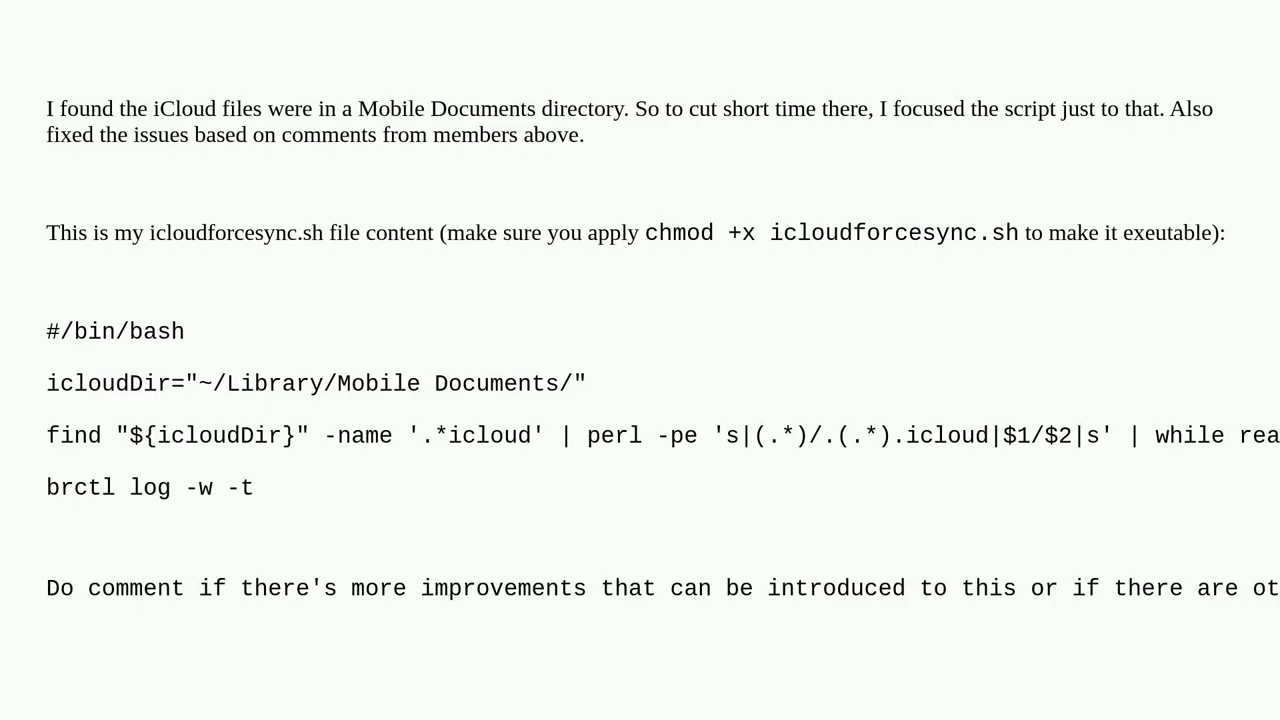 I found the iCloud files were in a Mobile Documents directory. So to cut short time there, I focused the script just to that. Also
fixed the issues based on comments from members above.
This is my icloudforcesync.sh file content (make sure you apply chmod +x icloudforcesync.sh to make it exeutable):
#/bin/bash
icloudDir="~/Library/Mobile Documents/"
find "${icloudDir}" -name '.*icloud' | perl -pe 's|(.*)/.(.*).icloud|$1/$2|s' | while rea
brctl log -w -t
Do comment if there's more improvements that can be introduced to this or if there are ot